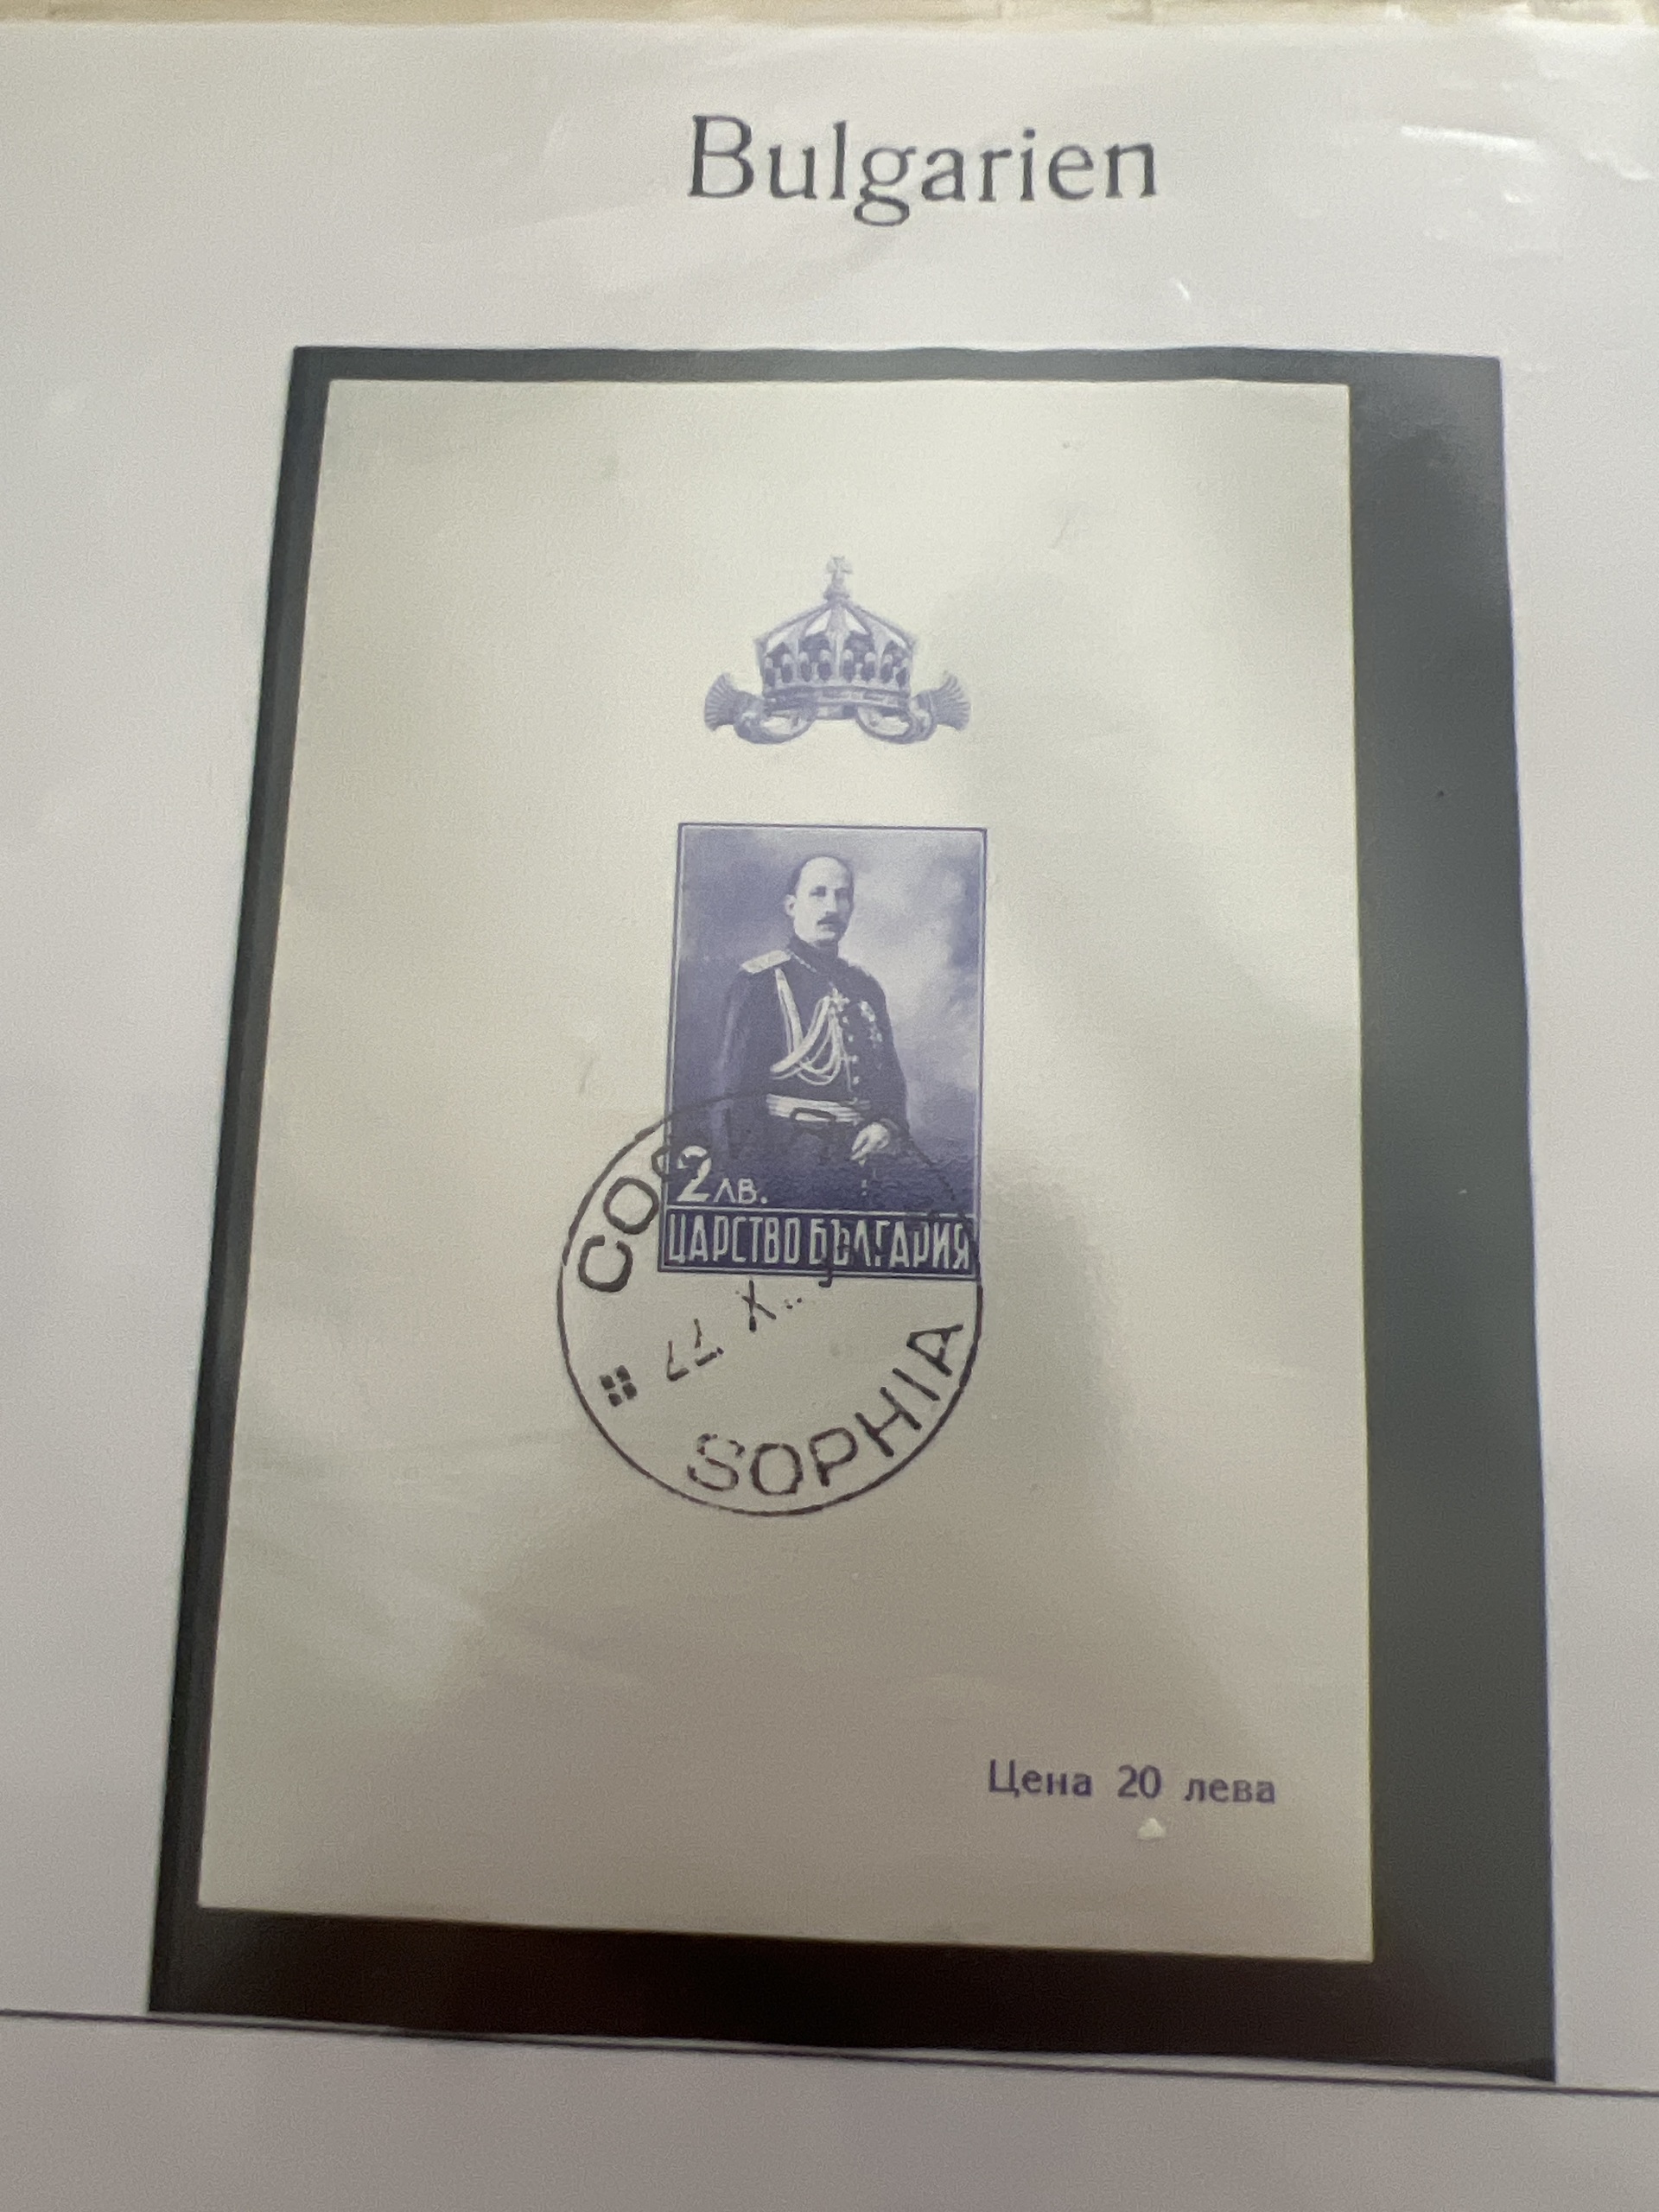 Bulgarien
2 ЛВ.
ЦАРСТВО БЪЛГАРИЯ
SOPHIA
Цена 20 лева